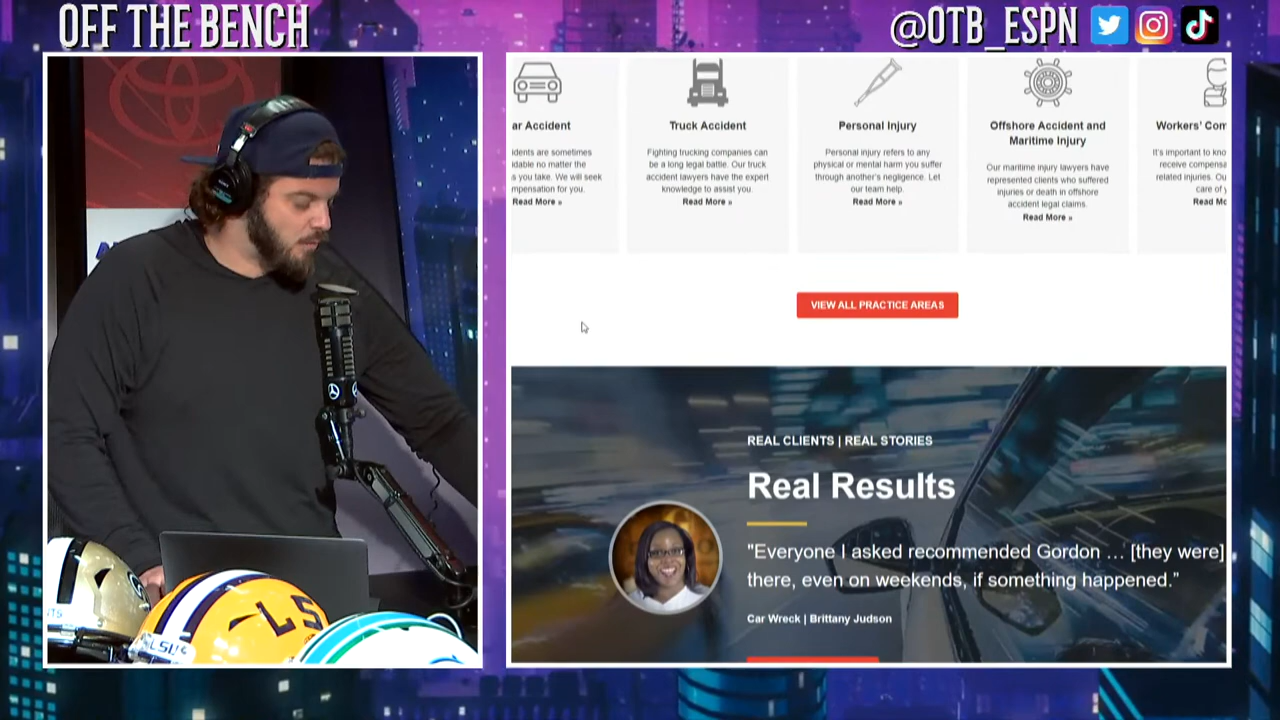 OFF THE BENCH
@OTB_ESPN
ar Accident
idents are sometimes
idable no matter the
s you take. We will seek
mpensation for you.
Read More »
Truck Accident
Fighting trucking companies can
be a long legal battle. Our truck
accident lawyers have the expert
knowledge to assist you.
Read More »
Personal Injury
Personal injury refers to any
physical or mental harm you suffer
through another's negligence. Let
our team help.
Read More »
Offshore Accident and
Maritime Injury
Our maritime injury lawyers have
represented clients who suffered
injuries or death in offshore
accident legal claims.
Read More »
Workers' Com
It's important to kno
receive compensa
related injuries. Ou
care of y
Read Mo
VIEW ALL PRACTICE AREAS
REAL CLIENTS | REAL STORIES
Real Results
"Everyone I asked recommended Gordon … [they were]
there, even on weekends, if something happened."
Car Wreck | Brittany Judson
LS
LSU